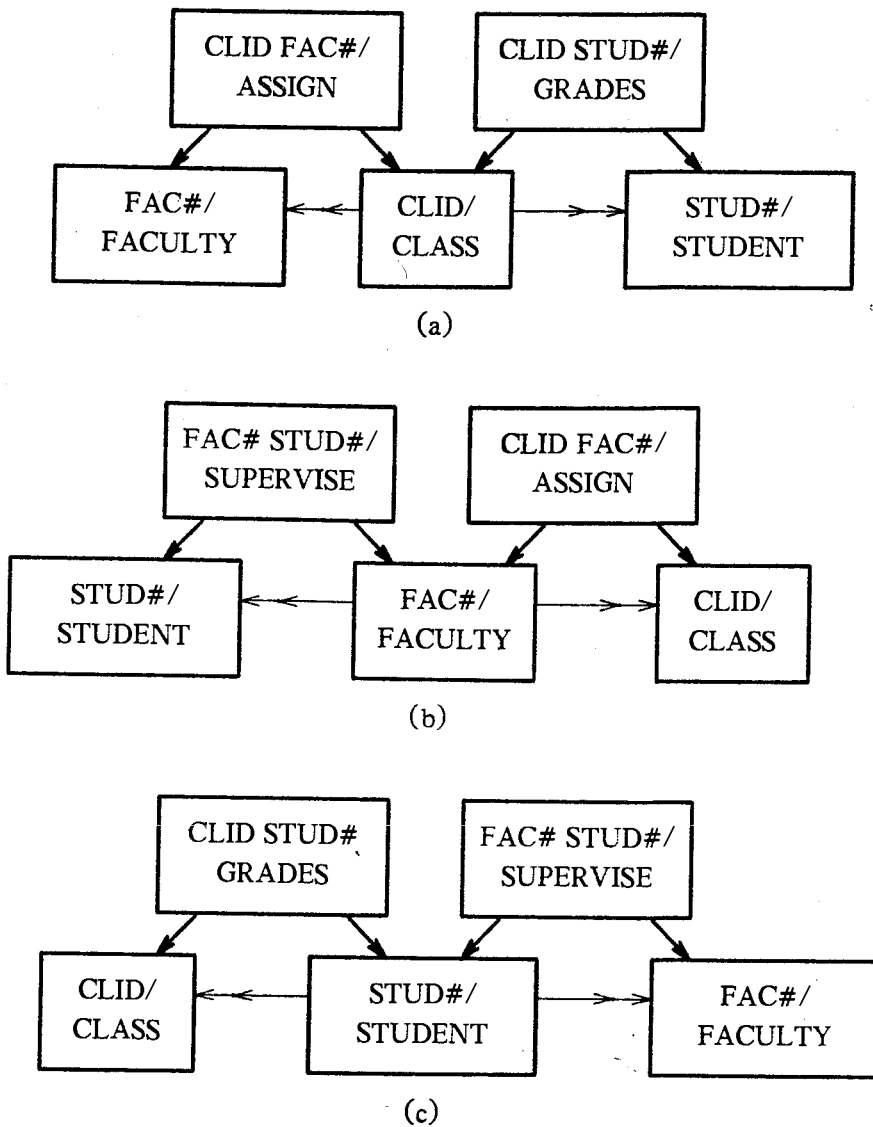 CLID FAC#/
ASSIGN
CLID STUD#/
GRADES
FAC#/
FACULTY
CLID/
CLASS
STUD#/
STUDENT
(a)
FAC# STUD#/
SUPERVISE
CLID FAC#/
ASSIGN
STUD#/
STUDENT
FAC#/
FACULTY
CLID/
CLASS
(b)
CLID STUD#
GRADES
FAC# STUD#/
SUPERVISE
CLID/
CLASS
STUD#/
STUDENT
FAC#/
FACULTY
(c)